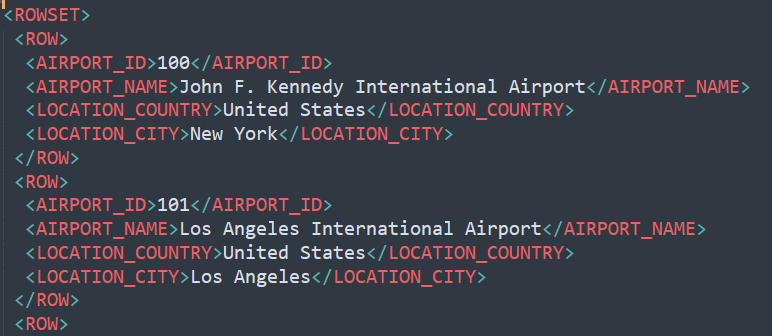 <ROWSET>
<ROW>
<AIRPORT_ID>100</AIRPORT_ID>
<AIRPORT_NAME>John F. Kennedy International Airport</AIRPORT_NAME>
<LOCATION_COUNTRY>United States</LOCATION_COUNTRY>
<LOCATION_CITY>New York</LOCATION_CITY>
</ROW>
<ROW>
<AIRPORT_ID>101</AIRPORT_ID>
<AIRPORT_NAME>Los Angeles International Airport</AIRPORT_NAME>
<LOCATION_COUNTRY>United States</LOCATION_COUNTRY>
<LOCATION_CITY>Los Angeles</LOCATION_CITY>
</ROW>
<ROW>